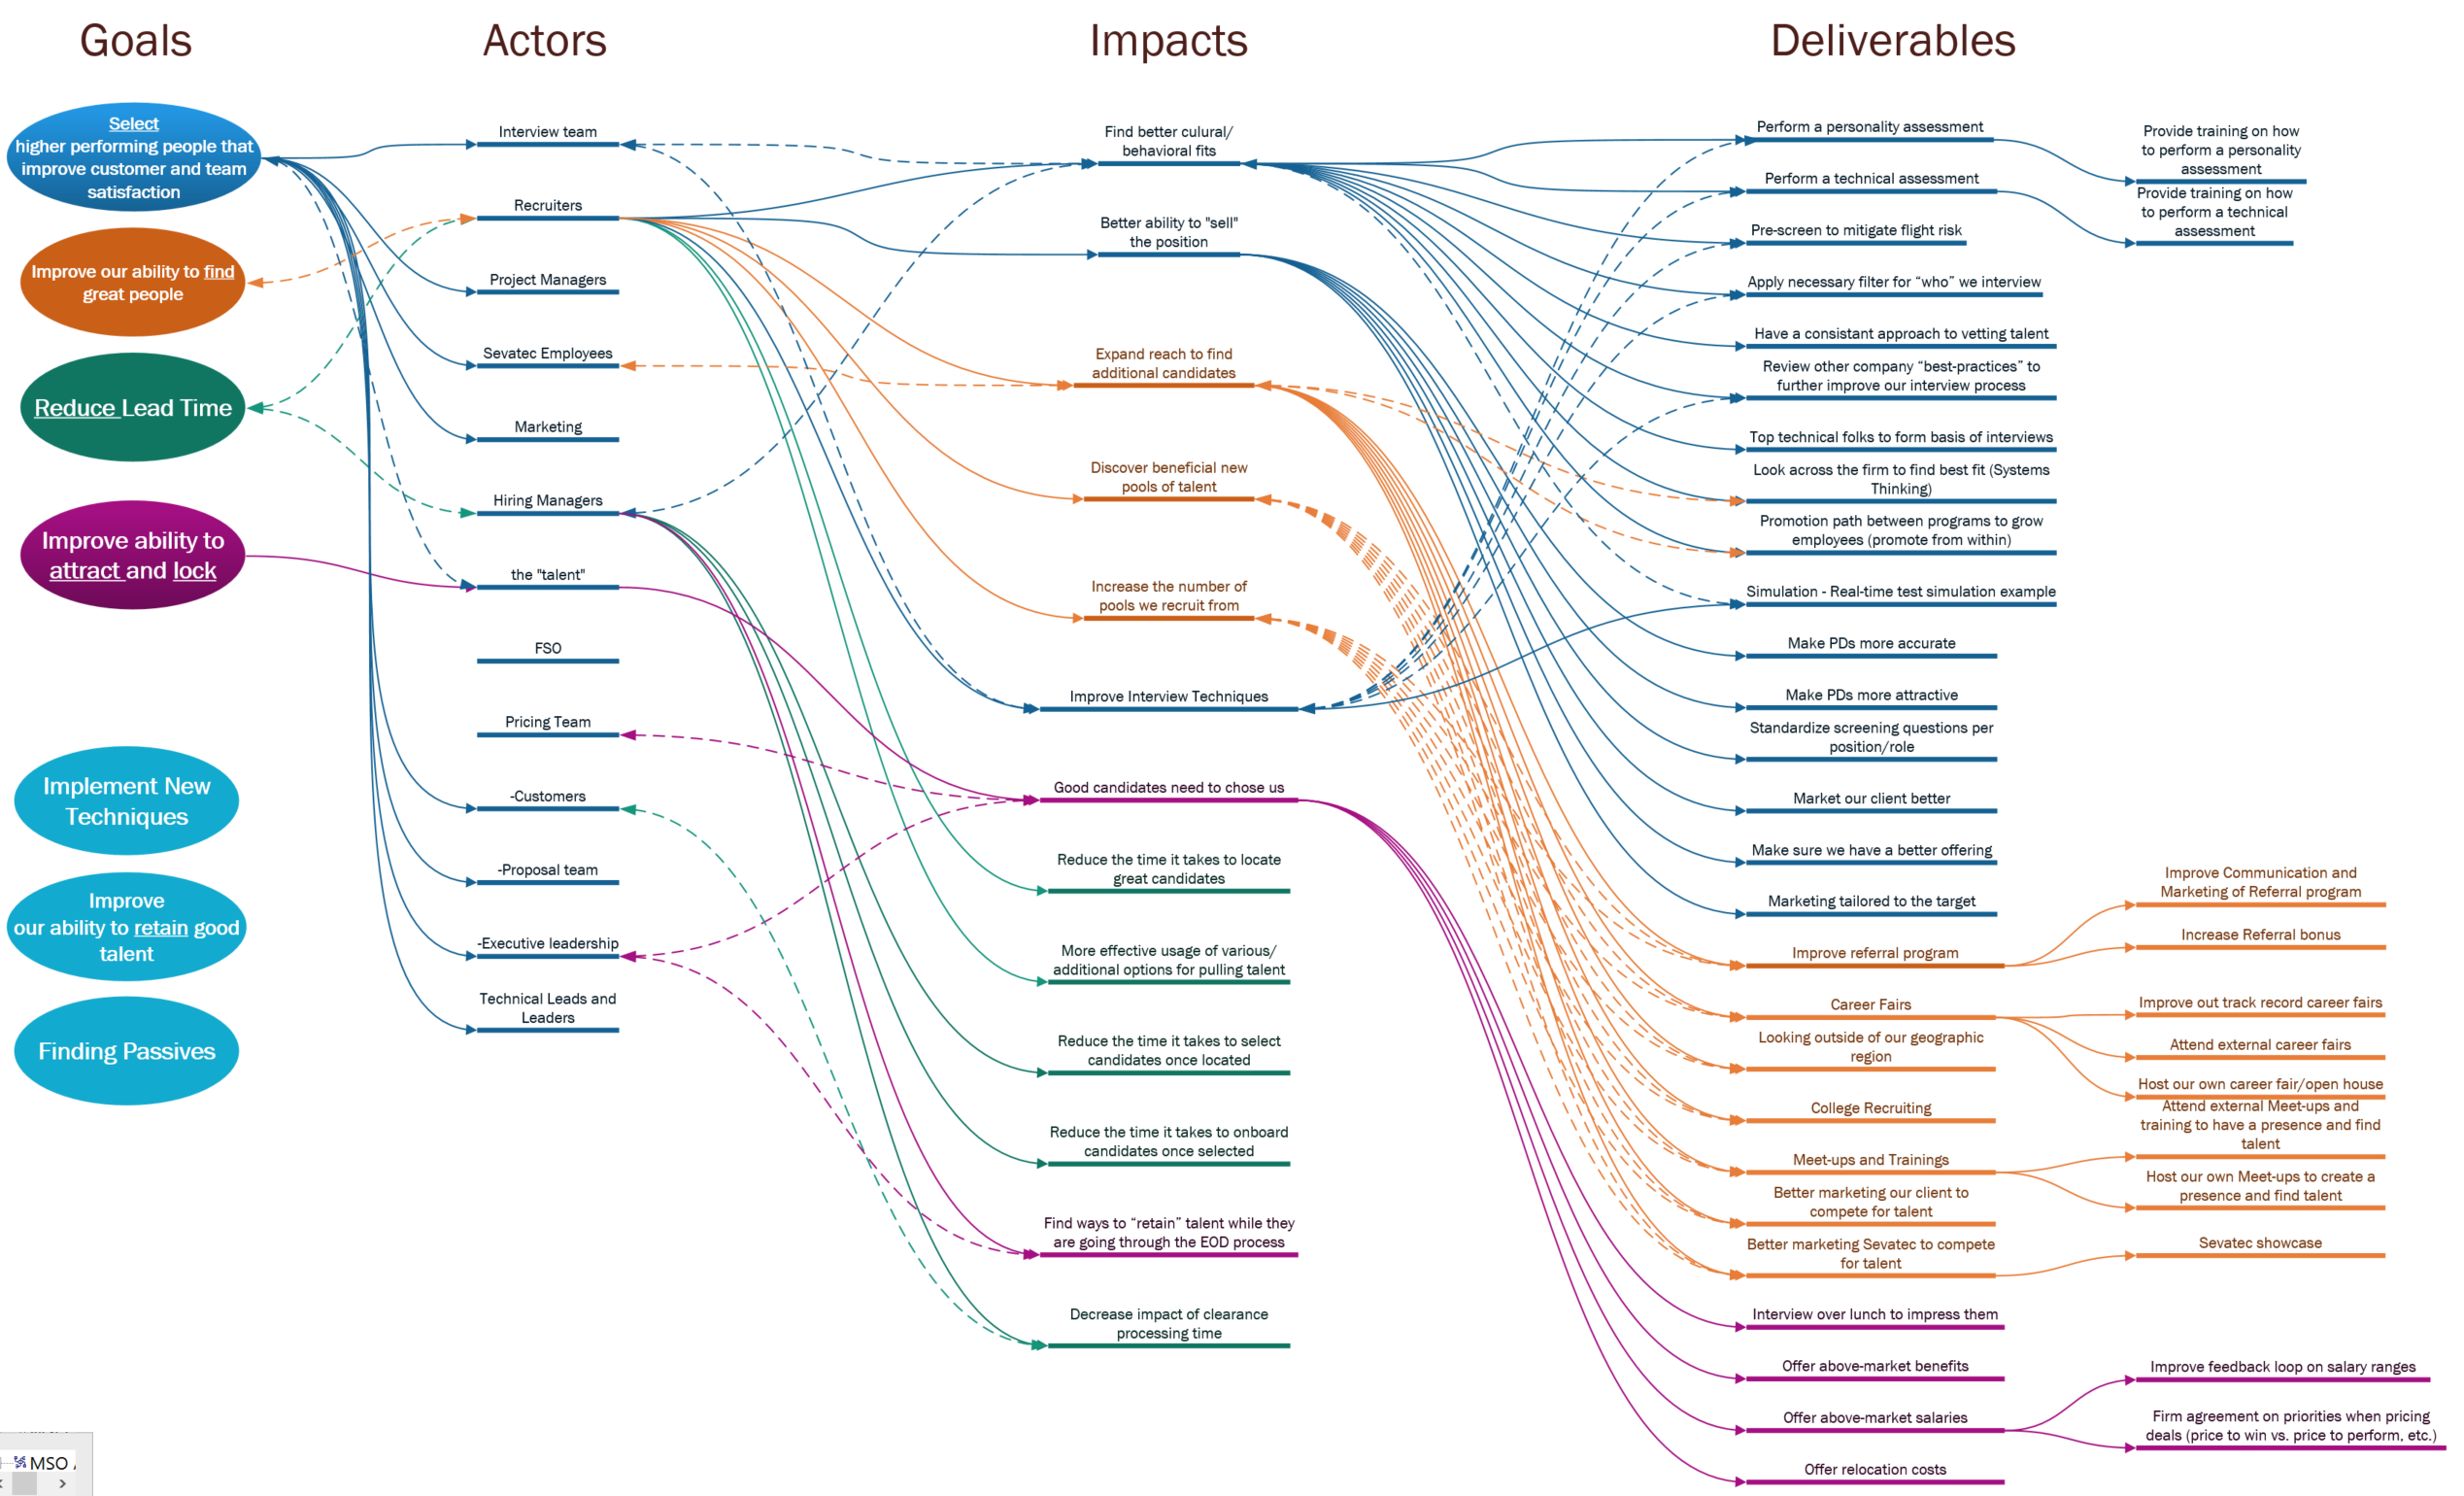 Goals
Actors
Impacts
Deliverables
Select
higher performing people that
improve customer and team
satisfaction
Improve our ability to find
great people
Reduce Lead Time
Improve ability to
attract and lock
Implement New
Techniques
Improve
our ability to retain good
talent
Finding Passives
Interview team
Recruiters
Project Managers
Sevatec Employees
Marketing
Hiring Managers
the "talent"
FSO
Pricing Team
-Customers
-Proposal team
-Executive leadership
Technical Leads and
Leaders
Find better culural/
behavioral fits
Better ability to "sell"
the position
Expand reach to find
additional candidates
Discover beneficial new
pools of talent
Increase the number of
pools we recruit from
Improve Interview Techniques
Good candidates need to chose us
Reduce the time it takes to locate
great candidates
More effective usage of various/
additional options for pulling talent
Reduce the time it takes to select
candidates once located
Reduce the time it takes to onboard
candidates once selected
Find ways to “retain” talent while they
are going through the EOD process
Decrease impact of clearance
processing time
Perform a personality assessment
Perform a technical assessment
Pre-screen to mitigate flight risk
Apply necessary filter for “who” we interview
Have a consistant approach to vetting talent
Review other company “best-practices” to
further improve our interview process
Top technical folks to form basis of interviews
Look across the firm to find best fit (Systems
Thinking)
Promotion path between programs to grow
employees (promote from within)
Simulation - Real-time test simulation example
Make PDs more accurate
Make PDs more attractive
Standardize screening questions per
position/role
Market our client better
Make sure we have a better offering
Marketing tailored to the target
Improve referral program
Career Fairs
Looking outside of our geographic
region
College Recruiting
Meet-ups and Trainings
Better marketing our client to
compete for talent
Better marketing Sevatec to compete
for talent
Interview over lunch to impress them
Offer above-market benefits
Offer above-market salaries
Offer relocation costs
Provide training on how
to perform a personality
assessment
Provide training on how
to perform a technical
assessment
Improve Communication and
Marketing of Referral program
Increase Referral bonus
Improve out track record career fairs
Attend external career fairs
Host our own career fair/open house
Attend external Meet-ups and
training to have a presence and find
talent
Host our own Meet-ups to create a
presence and find talent
Sevatec showcase
Improve feedback loop on salary ranges
Firm agreement on priorities when pricing
deals (price to win vs. price to perform, etc.)
MSO